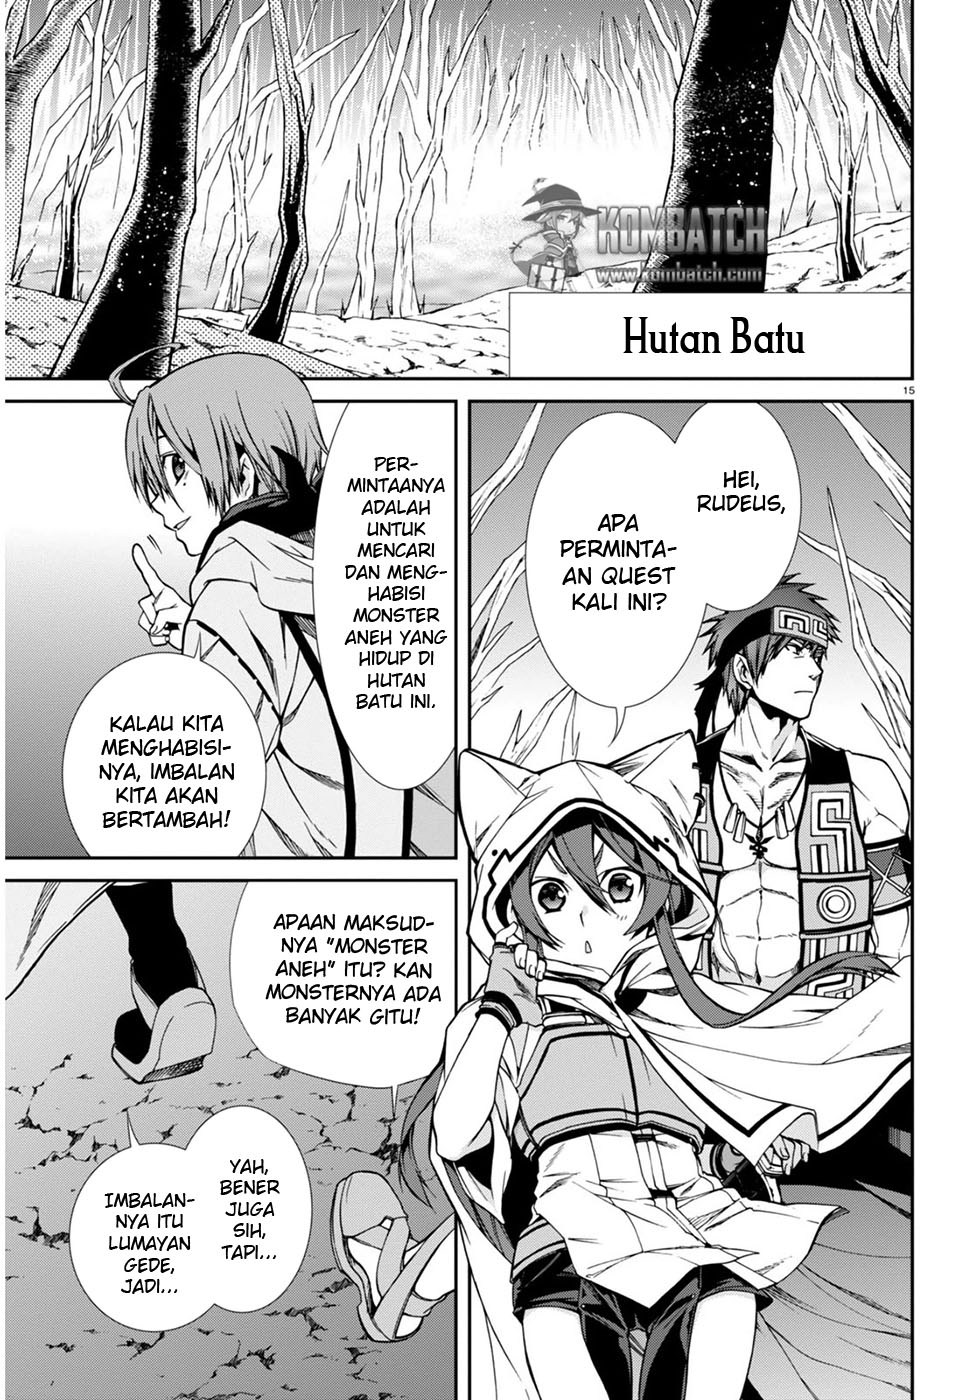 KOMBATCH
www.kombatch.com
Hutan Batu
15
HEI,
RUDEUS,
APA
PERMINTA-
AN QUEST
KALI INI?
PER-
MINTAANYA
ADALAH
UNTUK
MENCARI
DAN MENG-
HABISI
MONSTER
ANEH YANG
HIDUP DI
HUTAN
BATU INI.
KALAU KITA
MENGHABISI-
NYA, IMBALAN
KITA AKAN
BERTAMBAH!
APAAN MAKSUD-
NYA "MONSTER
ANEH" ITU? KAN
MONSTERNYA ADA
BANYAK GITU!
YAH,
BENER
JUGA
SIH,
TAPI...
IMBALAN-
NYA ITU
LUMAYAN
GEDE,
JADI...